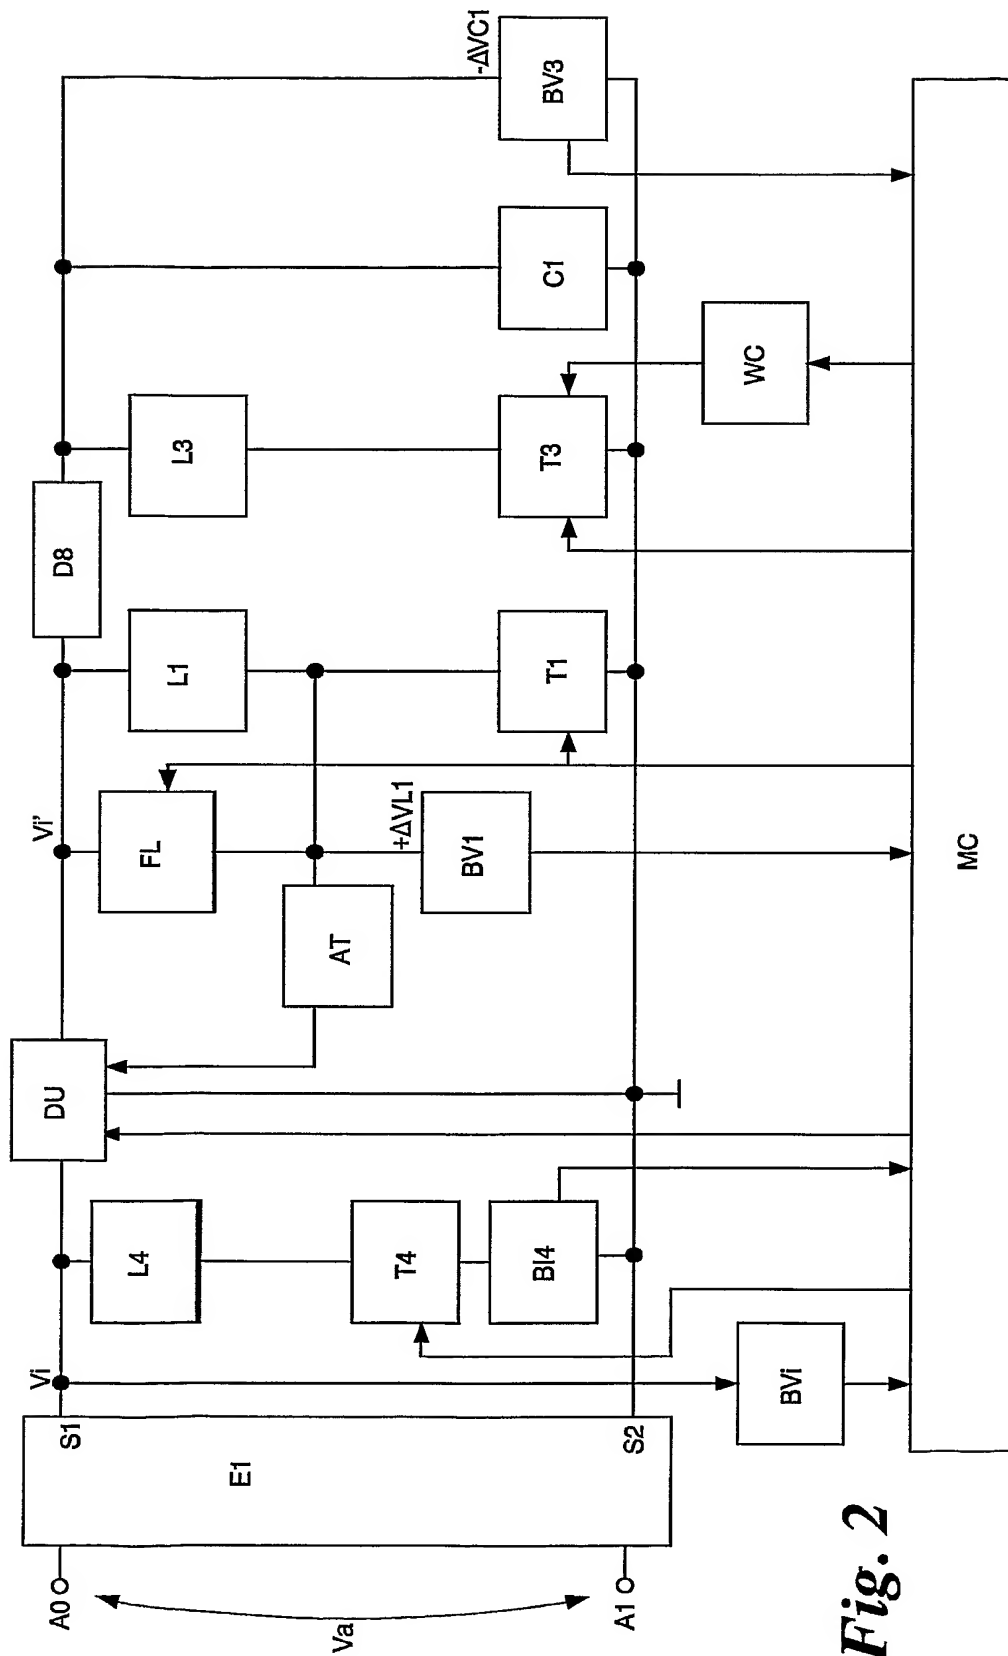 A0
A1
Va
E1
S1
S2
Vi
BVi
L4
T4
BI4
DU
AT
Vi'
FL
+ΔVL1
BV1
L1
T1
D8
L3
T3
WC
C1
-ΔVC1
BV3
MC
Fig. 2